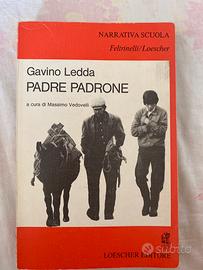 NARRATIVA SCUOLA
Feltrinelli/Loescher
Gavino Ledda
PADRE PADRONE
a cura di Massimo Vedovelli
LOESCHER EDITORE
subito